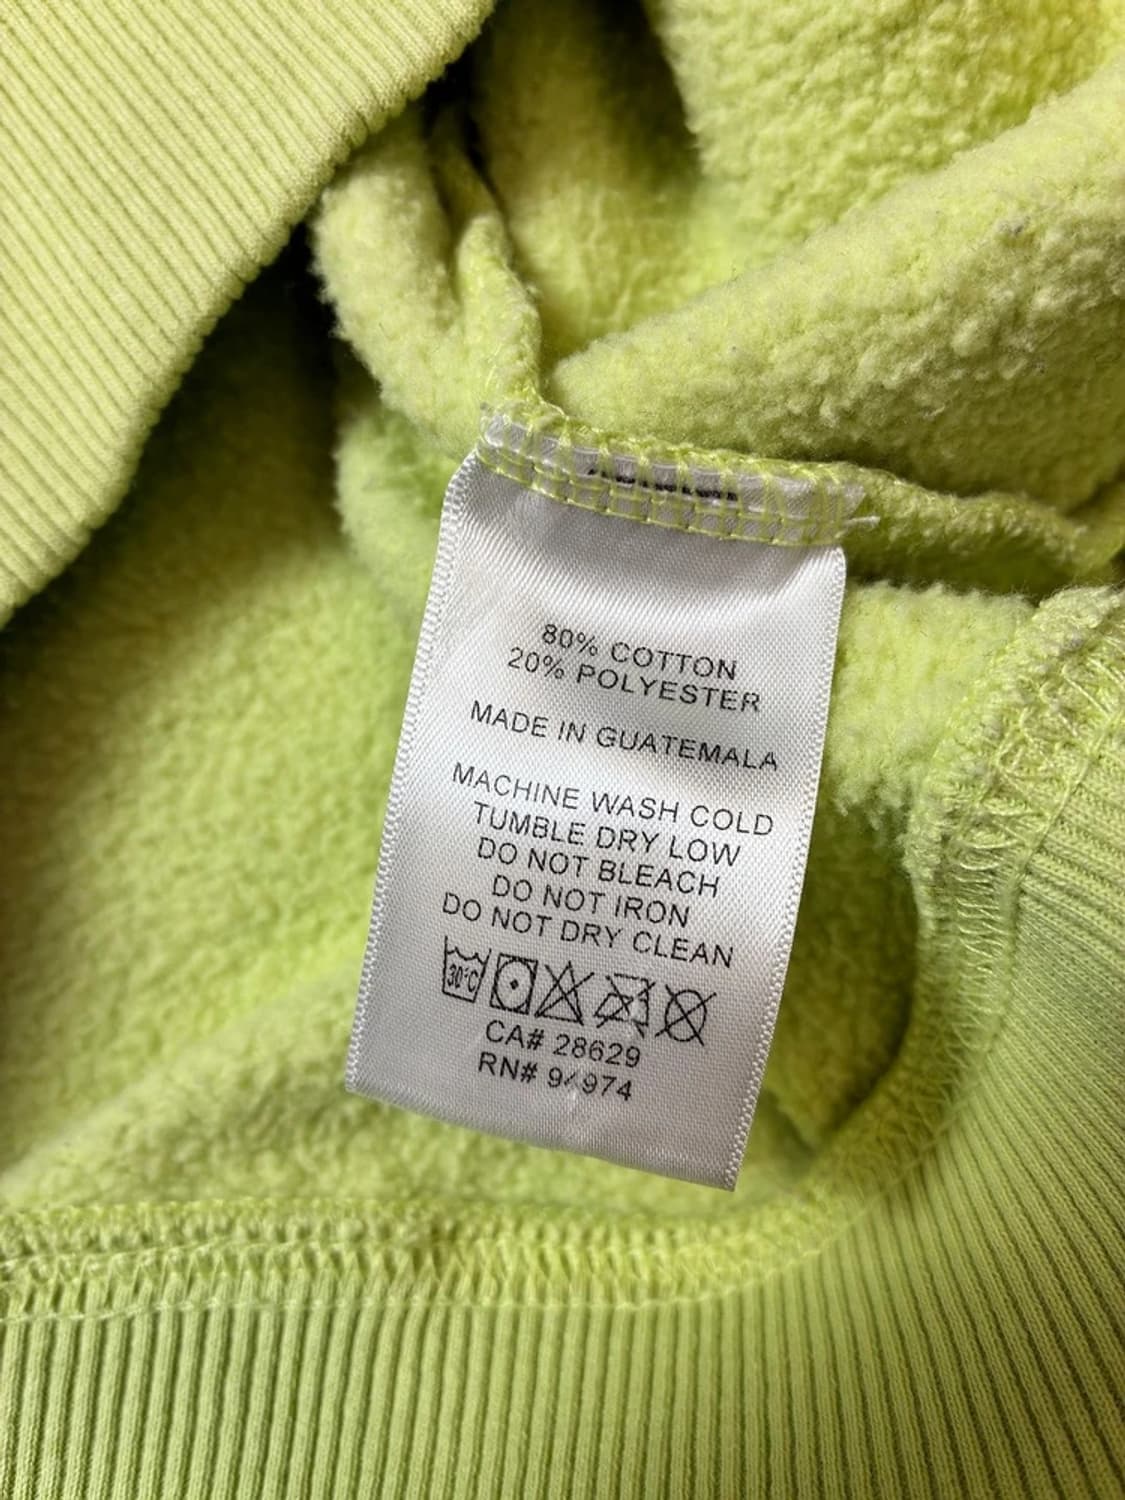 80% COTTON
20% POLYESTER
MADE IN GUATEMALA
MACHINE WASH COLD
TUMBLE DRY LOW
DO NOT BLEACH
DO NOT IRON
DO NOT DRY CLEAN
30°C
CA# 28629
RN#